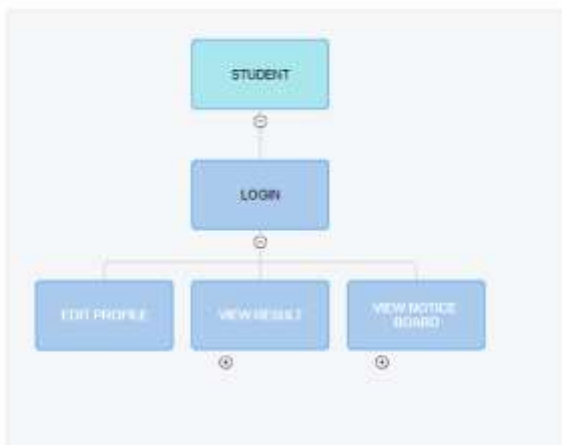 STUDENT
LOGIN
EDIT PROFILE
VIEW RESULT
VIEW NOTICE
BOARD